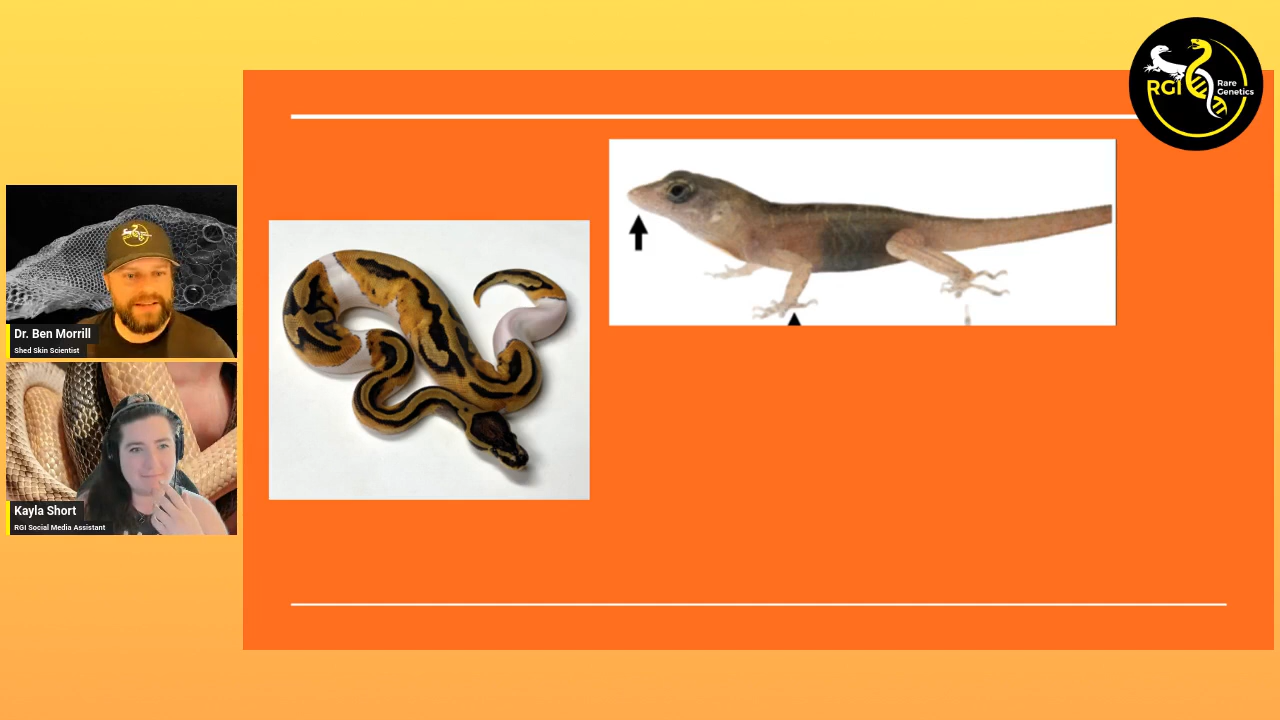 RGI
Rare
Genetics
Dr. Ben Morrill
Shed Skin Scientist
Kayla Short
RGI Social Media Assistant